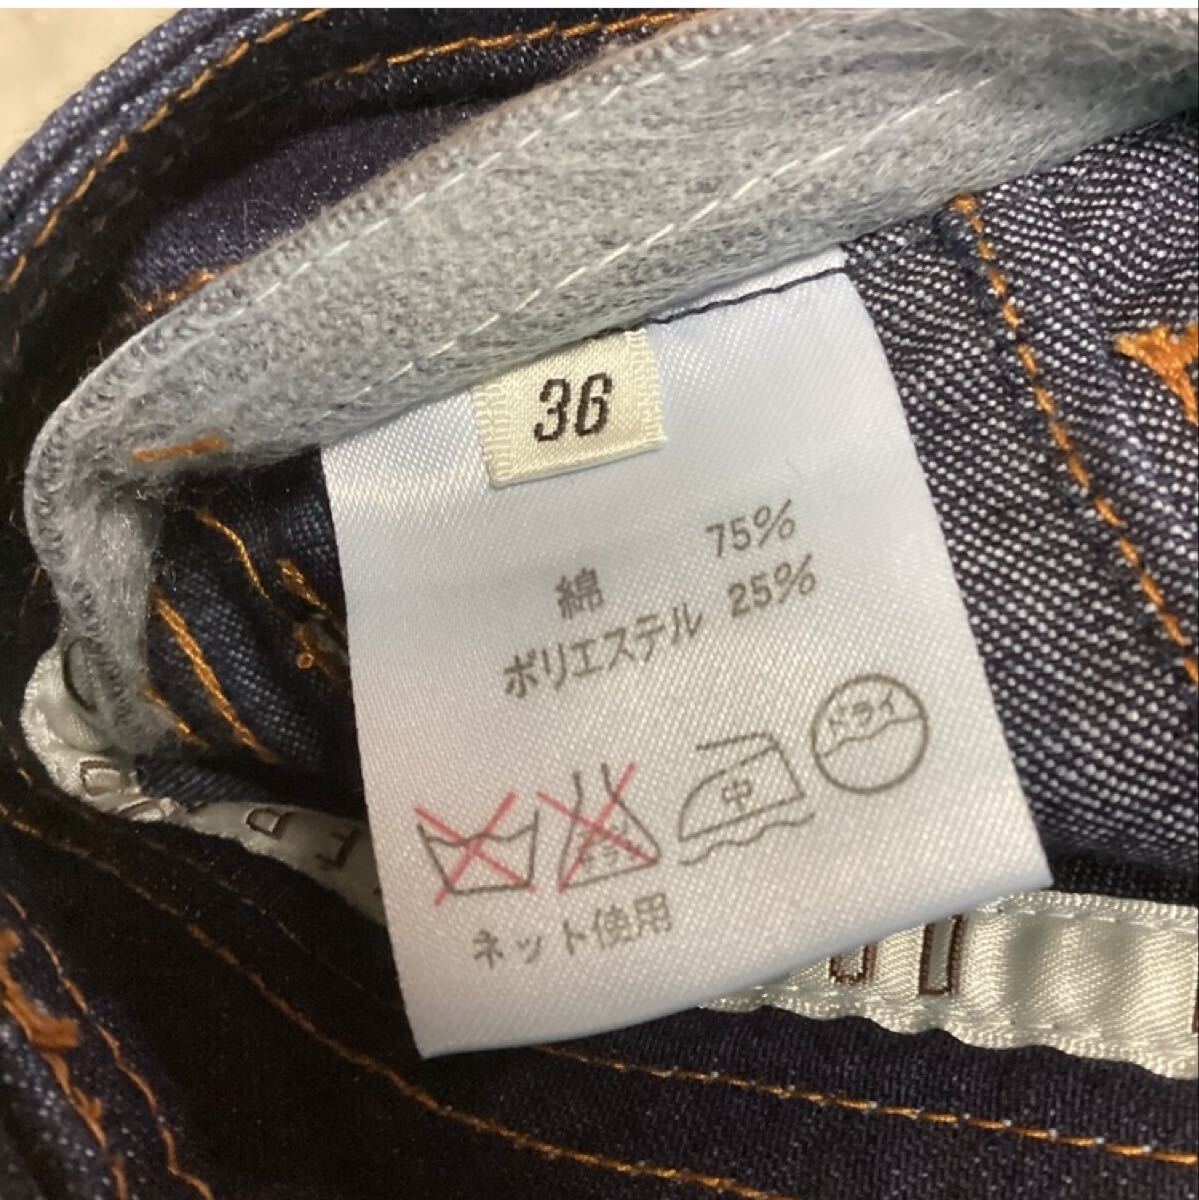 36
綿 75%
ポリエステル 25%
中
ドライ
ネット使用